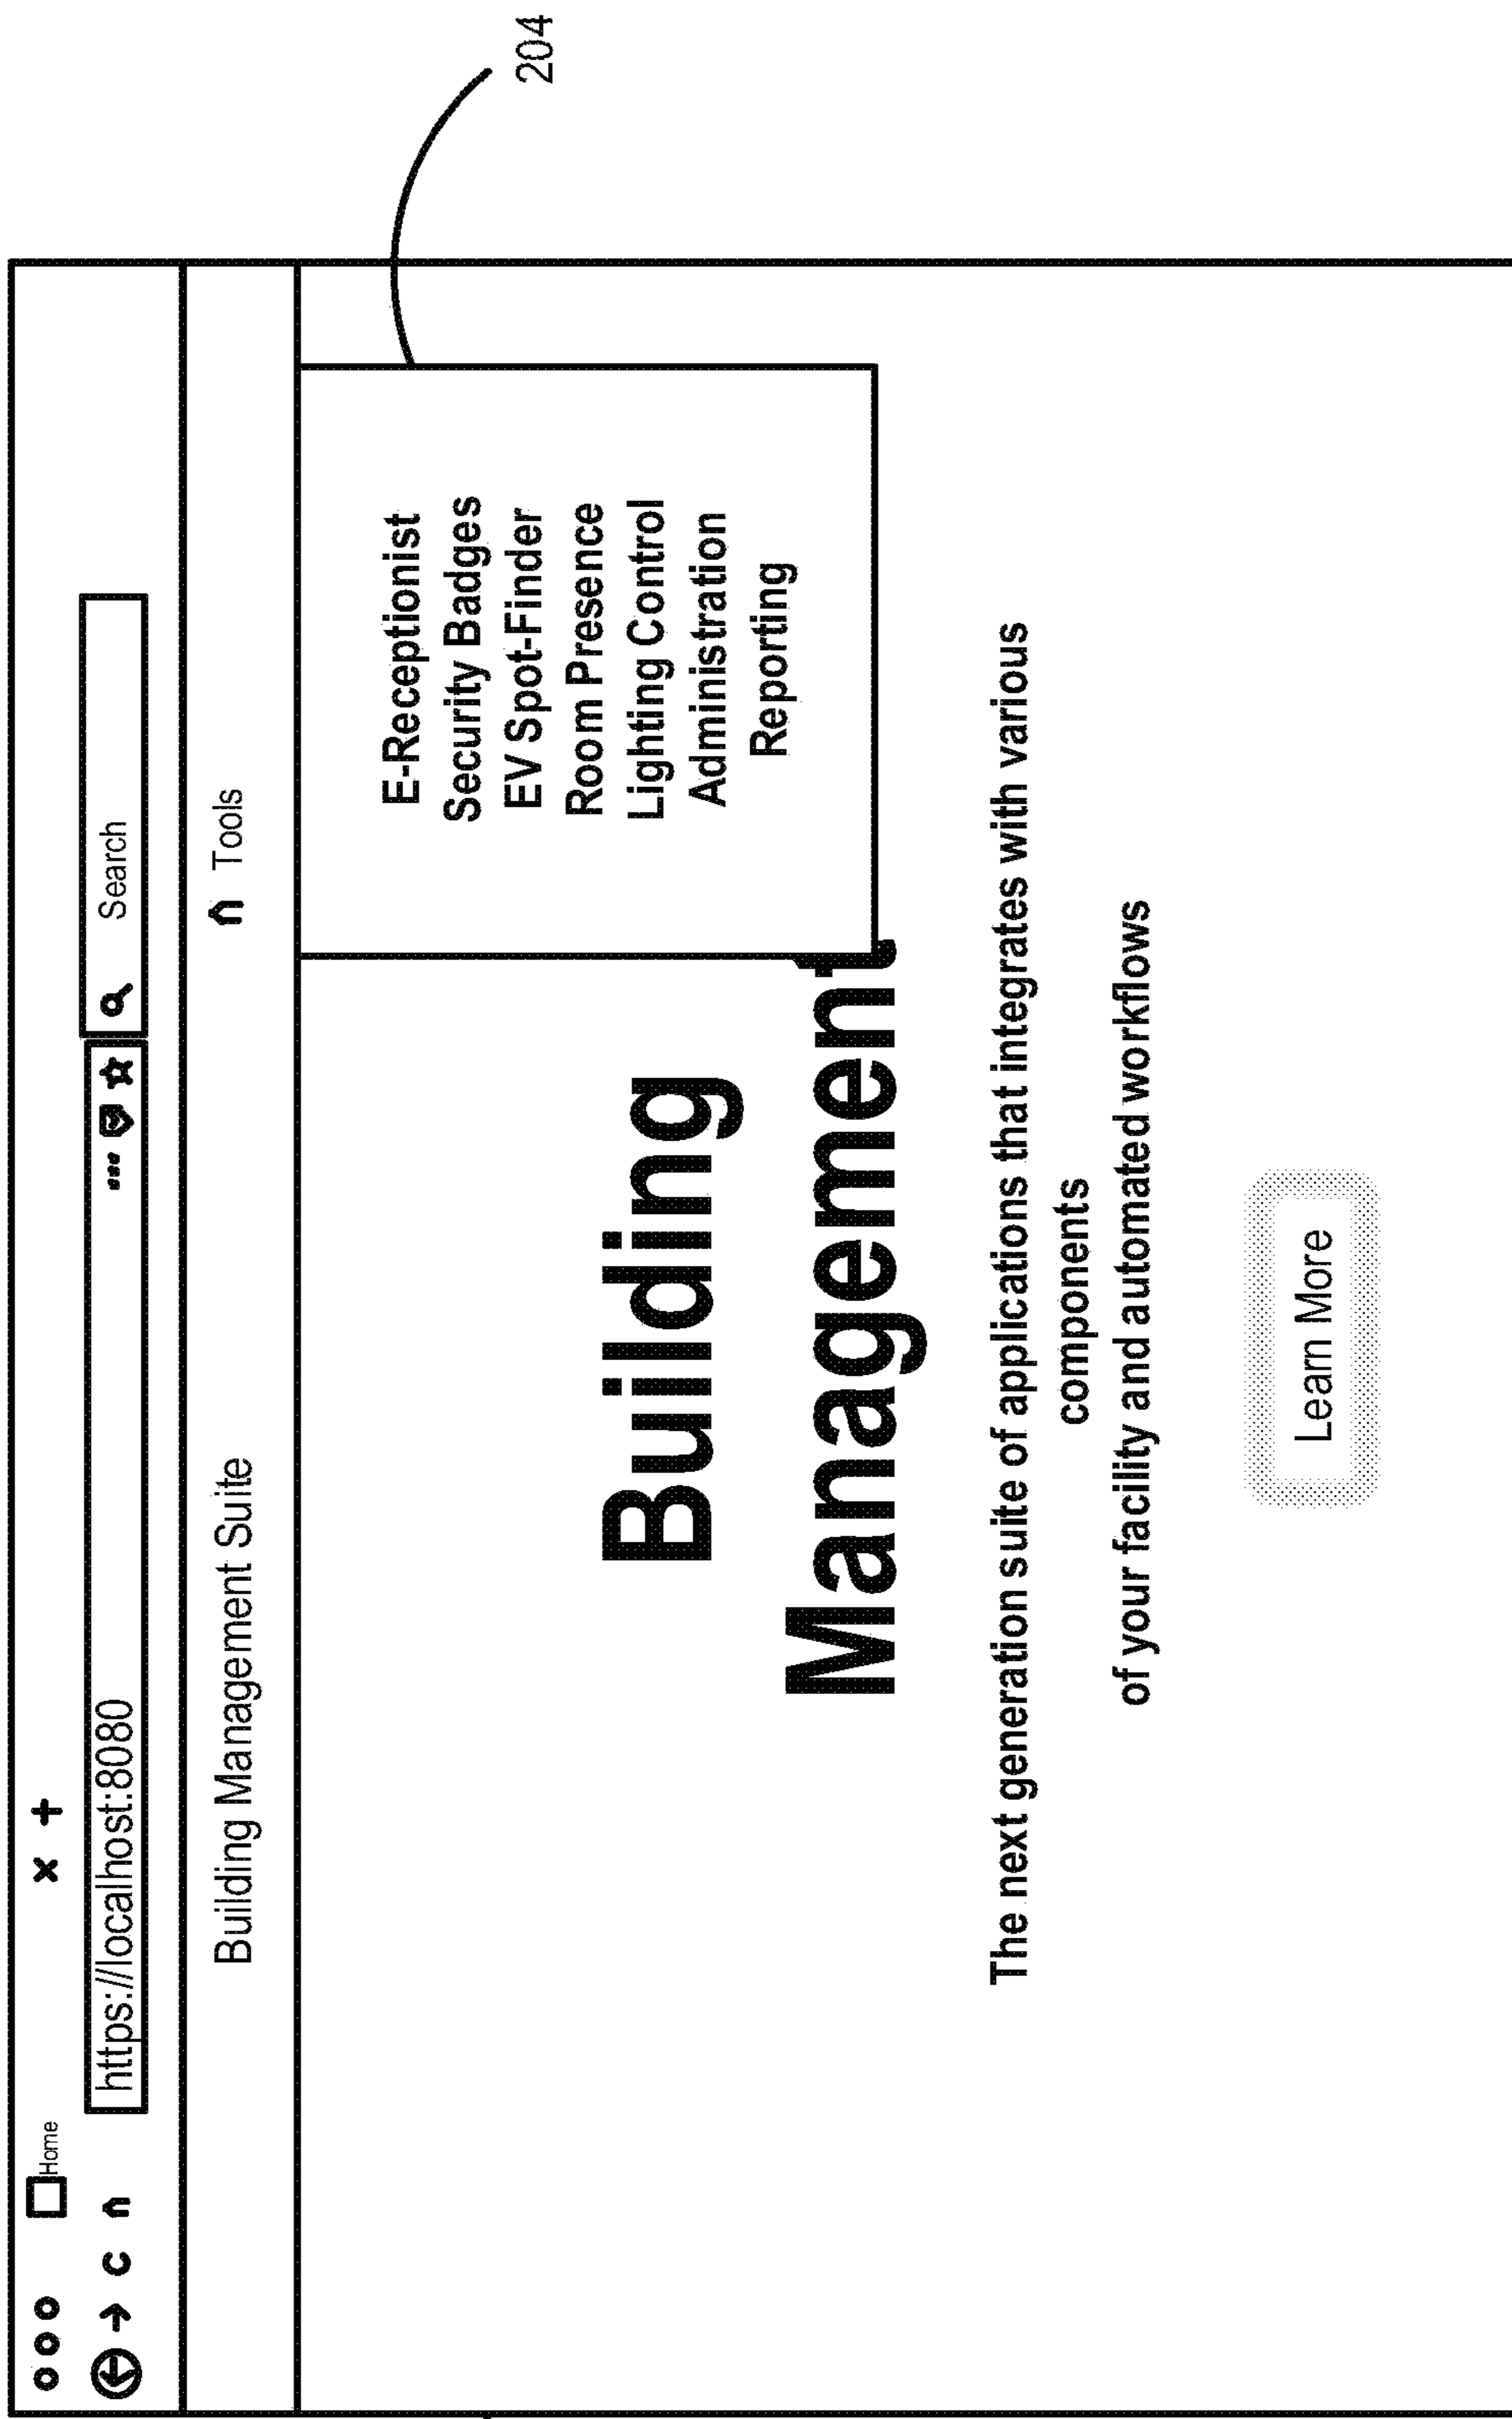 Home
https://localhost:8080
Search
Building Management Suite
Tools
204
E-Receptionist
Security Badges
EV Spot-Finder
Room Presence
Lighting Control
Administration
Reporting
Building
Management
The next generation suite of applications that integrates with various
components
of your facility and automated workflows
Learn More